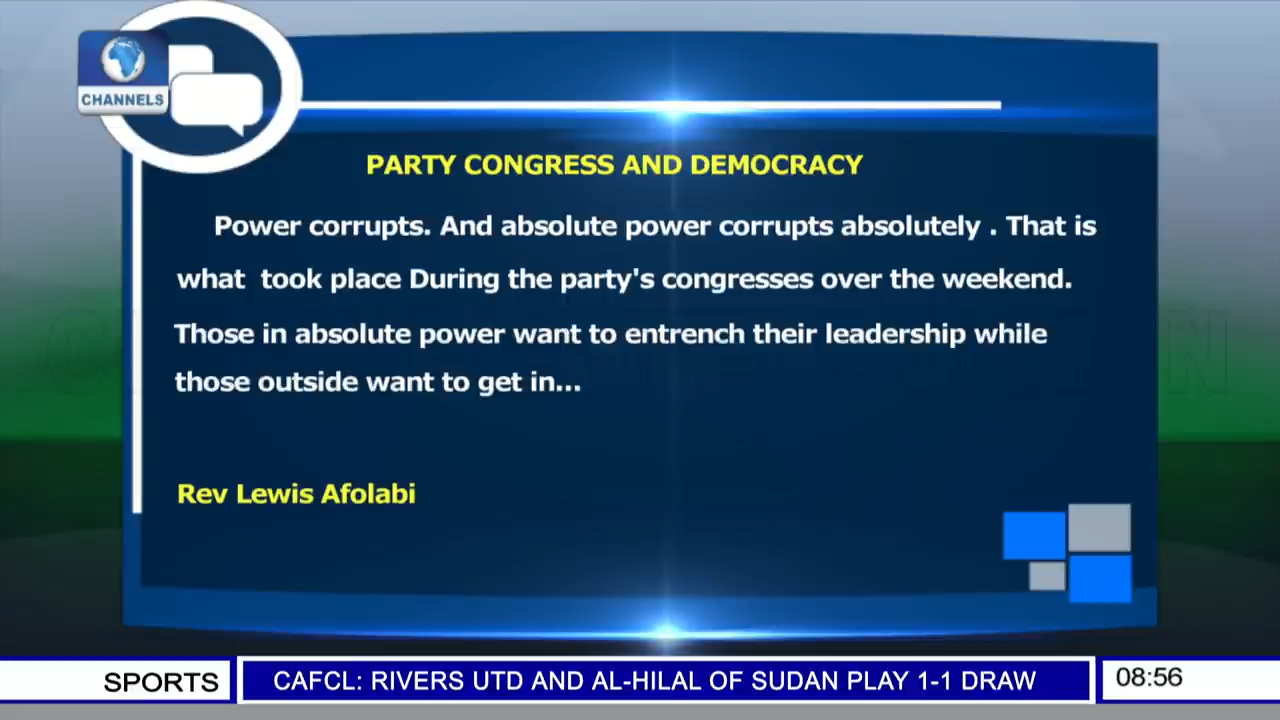 CHANNELS
PARTY CONGRESS AND DEMOCRACY
Power corrupts. And absolute power corrupts absolutely . That is
what  took place During the party's congresses over the weekend.
Those in absolute power want to entrench their leadership while
those outside want to get in...
Rev Lewis Afolabi
SPORTS
CAFCL: RIVERS UTD AND AL-HILAL OF SUDAN PLAY 1-1 DRAW
08:56